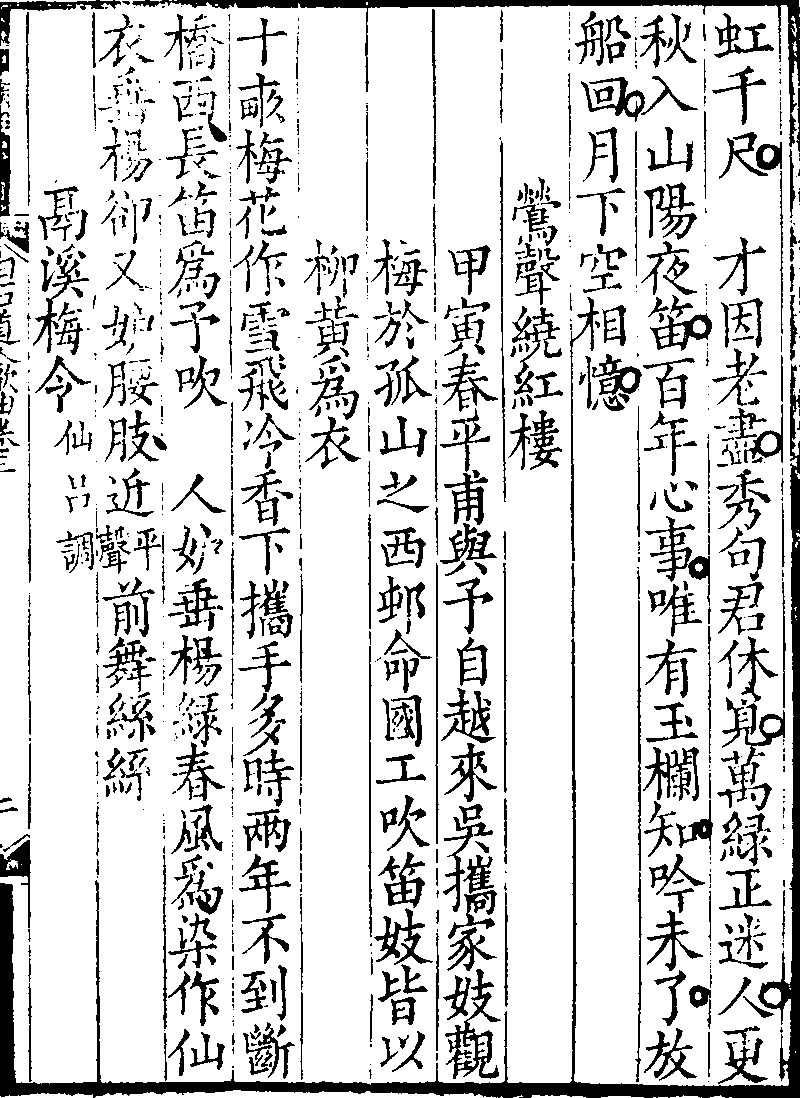 虹千尺　才因老盡秀句君休覓萬綠正迷人更
秋入山陽夜笛百年心事唯有玉欄知吟未了放
船回月下空相憶
鶯聲繞紅樓
甲寅春平甫與予自越來吳攜家妓觀
梅於孤山之西邨命國工吹笛妓皆以
柳黃爲衣
十畝梅花作雪飛冷香下攜手多時兩年不到斷
橋西長笛爲予吹　人妒垂楊綠春風爲染作仙
衣垂楊卻又妒腰肢近平聲前舞絲絲
鬲溪梅令仙呂調